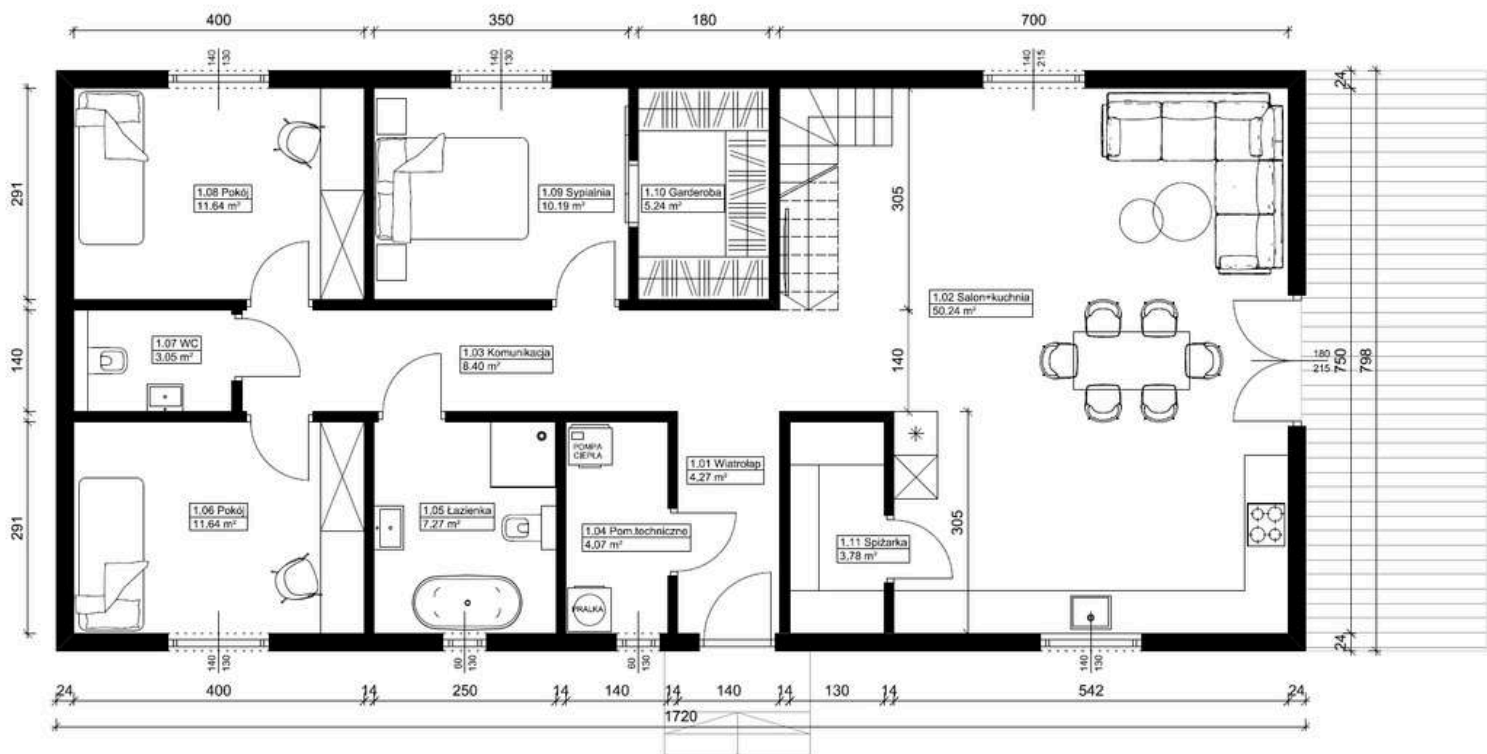 400
350
180
700
140
130
140
130
140
215
24
291
1.08 Pokój
11.64 m²
1.09 Sypialnia
10.19 m²
1.10 Garderoba
5.24 m²
305
1.02 Salon+kuchnia
50.24 m²
140
1.07 WC
3.05 m²
1.03 Komunikacja
8.40 m²
140
180
215
750
798
291
POMPA
CIEPŁA
1.01 Wiatrołap
4.27 m²
1.06 Pokój
11.64 m²
1.05 Łazienka
7.27 m²
1.04 Pom.techniczne
4,07 m²
1.11 Spiżarka
3,78 m²
305
PRALKA
24
140
130
60
130
60
130
140
130
24
400
14
250
14
140
14
140
14
130
14
542
24
1720